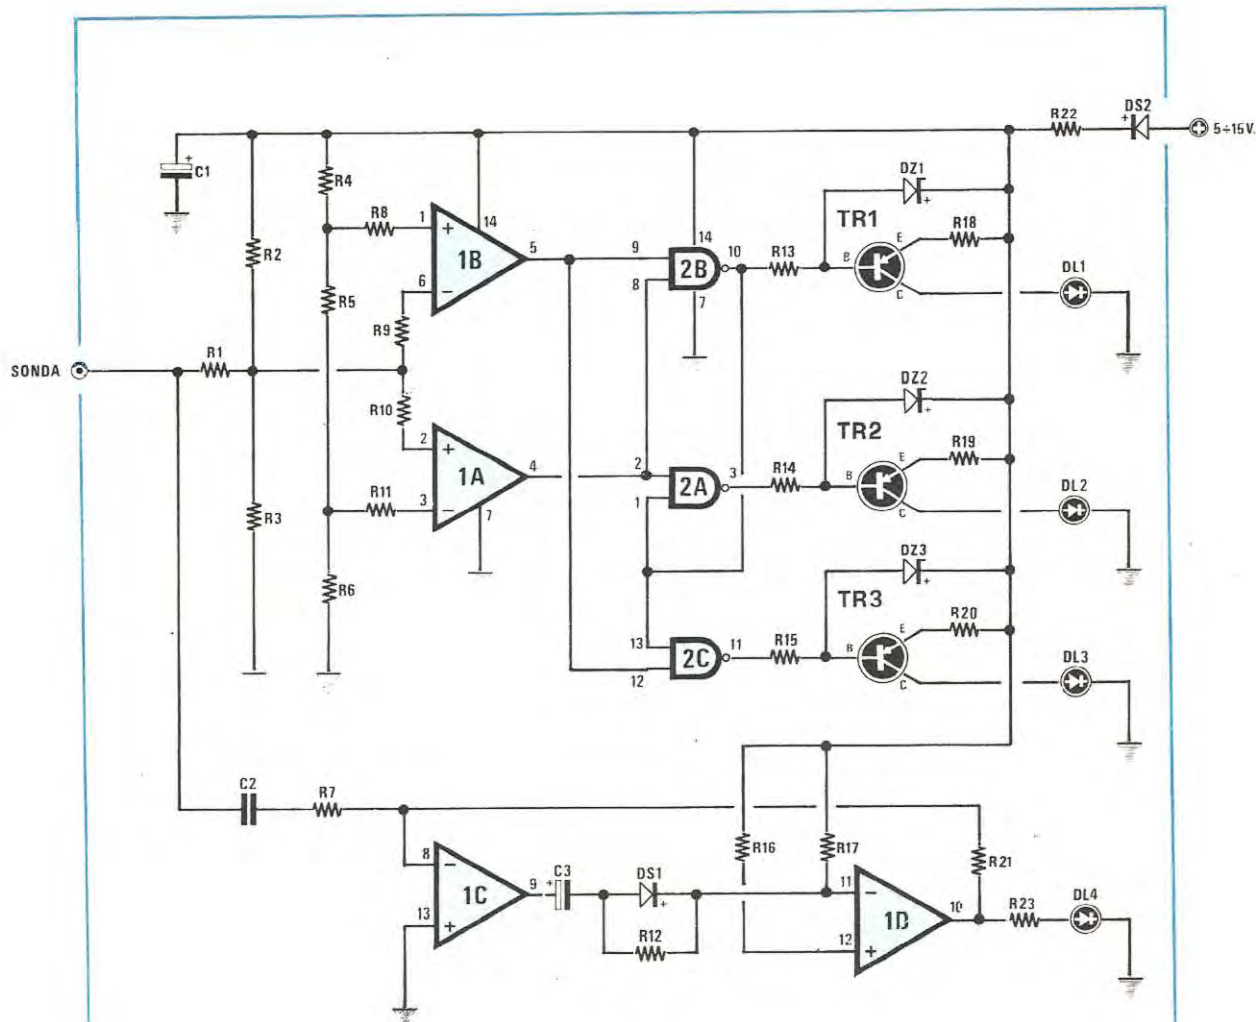 R22
DS2
+
5÷15V.
+
C1
R4
DZ1
+
R8
1
+
14
1B
5
9
8
14
2B
10
7
R13
TR1
B
E
C
R18
DL1
R2
R5
6
−
R9
SONDA
R1
R10
DZ2
+
TR2
2
+
1A
4
2
2A
3
1
R14
B
E
C
R19
DL2
R3
R11
3
−
7
DZ3
+
R6
TR3
13
2C
11
12
R15
B
E
C
R20
DL3
C2
R7
R16
R17
R21
8
−
1C
9
13
+
+
C3
DS1
+
R12
11
−
1D
10
12
+
R23
DL4